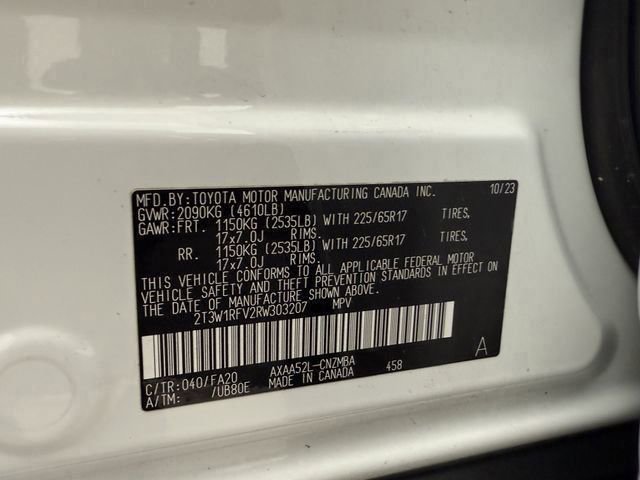 MFD.BY:TOYOTA MOTOR MANUFACTURING CANADA INC. 10/23
GVWR:2090KG (4610LB)
GAWR:FRT. 1150KG (2535LB) WITH 225/65R17 TIRES.
17x7.0J RIMS.
RR. 1150KG (2535LB) WITH 225/65R17 TIRES.
17x7.0J RIMS.
THIS VEHICLE CONFORMS TO ALL APPLICABLE FEDERAL MOTOR
VEHICLE SAFETY AND THEFT PREVENTION STANDARDS IN EFFECT ON
THE DATE OF MANUFACTURE SHOWN ABOVE.
2T3W1RFV2RW303207 MPV
A
C/TR:040/FA20 AXAA52L-CNZMBA 458
A/TM: /UB80E MADE IN CANADA